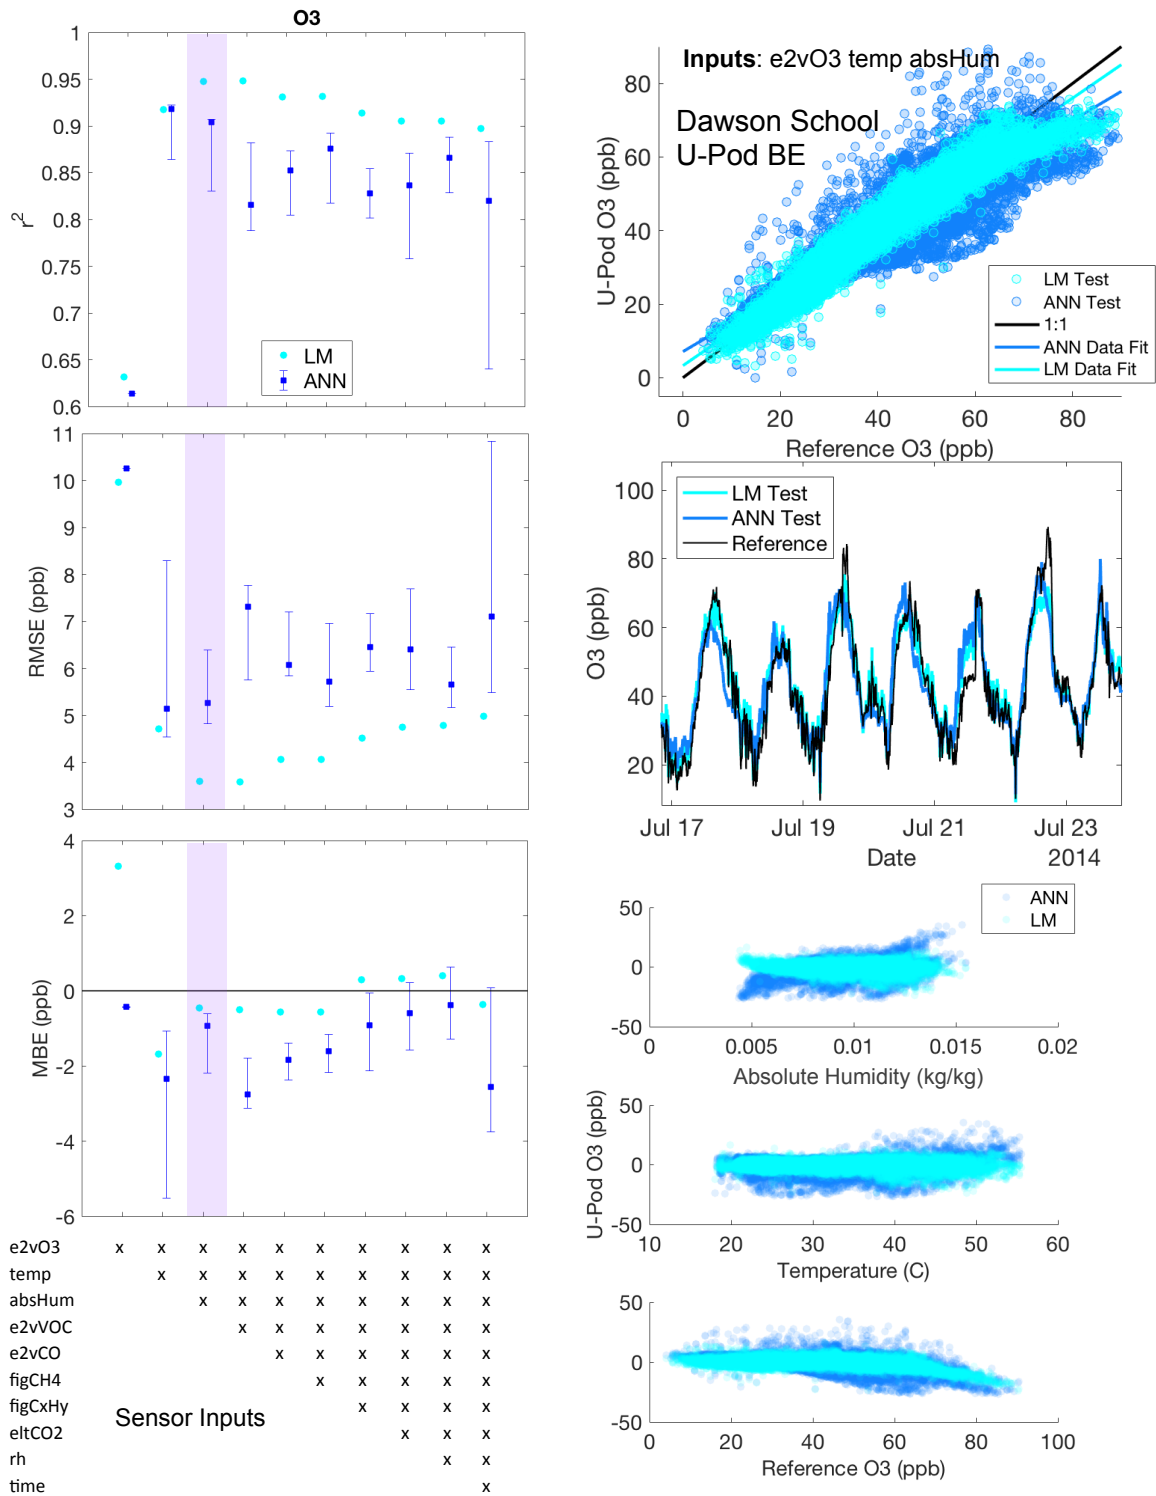 O3
1
0.95
0.9
0.85
0.8
0.75
0.7
0.65
0.6
r2
LM
ANN
11
10
9
8
7
6
5
4
3
RMSE (ppb)
4
2
0
-2
-4
-6
MBE (ppb)
e2vO3 x x x x x x x x x x
temp x x x x x x x x x
absHum x x x x x x x x
e2vVOC x x x x x x x
e2vCO x x x x x x
figCH4 x x x x x
figCxHy x x x x
eltCO2 x x x
rh x x
time x
Sensor Inputs
Inputs: e2vO3 temp absHum
Dawson School
U-Pod BE
80
60
40
20
0
U-Pod O3 (ppb)
LM Test
ANN Test
1:1
ANN Data Fit
LM Data Fit
0 20 40 60 80
Reference O3 (ppb)
100
80
60
40
20
O3 (ppb)
LM Test
ANN Test
Reference
Jul 17 Jul 19 Jul 21 Jul 23
Date 2014
ANN
LM
50
0
-50
0 0.005 0.01 0.015 0.02
Absolute Humidity (kg/kg)
50
0
-50
U-Pod O3 (ppb)
10 20 30 40 50 60
Temperature (C)
50
0
-50
0 20 40 60 80 100
Reference O3 (ppb)